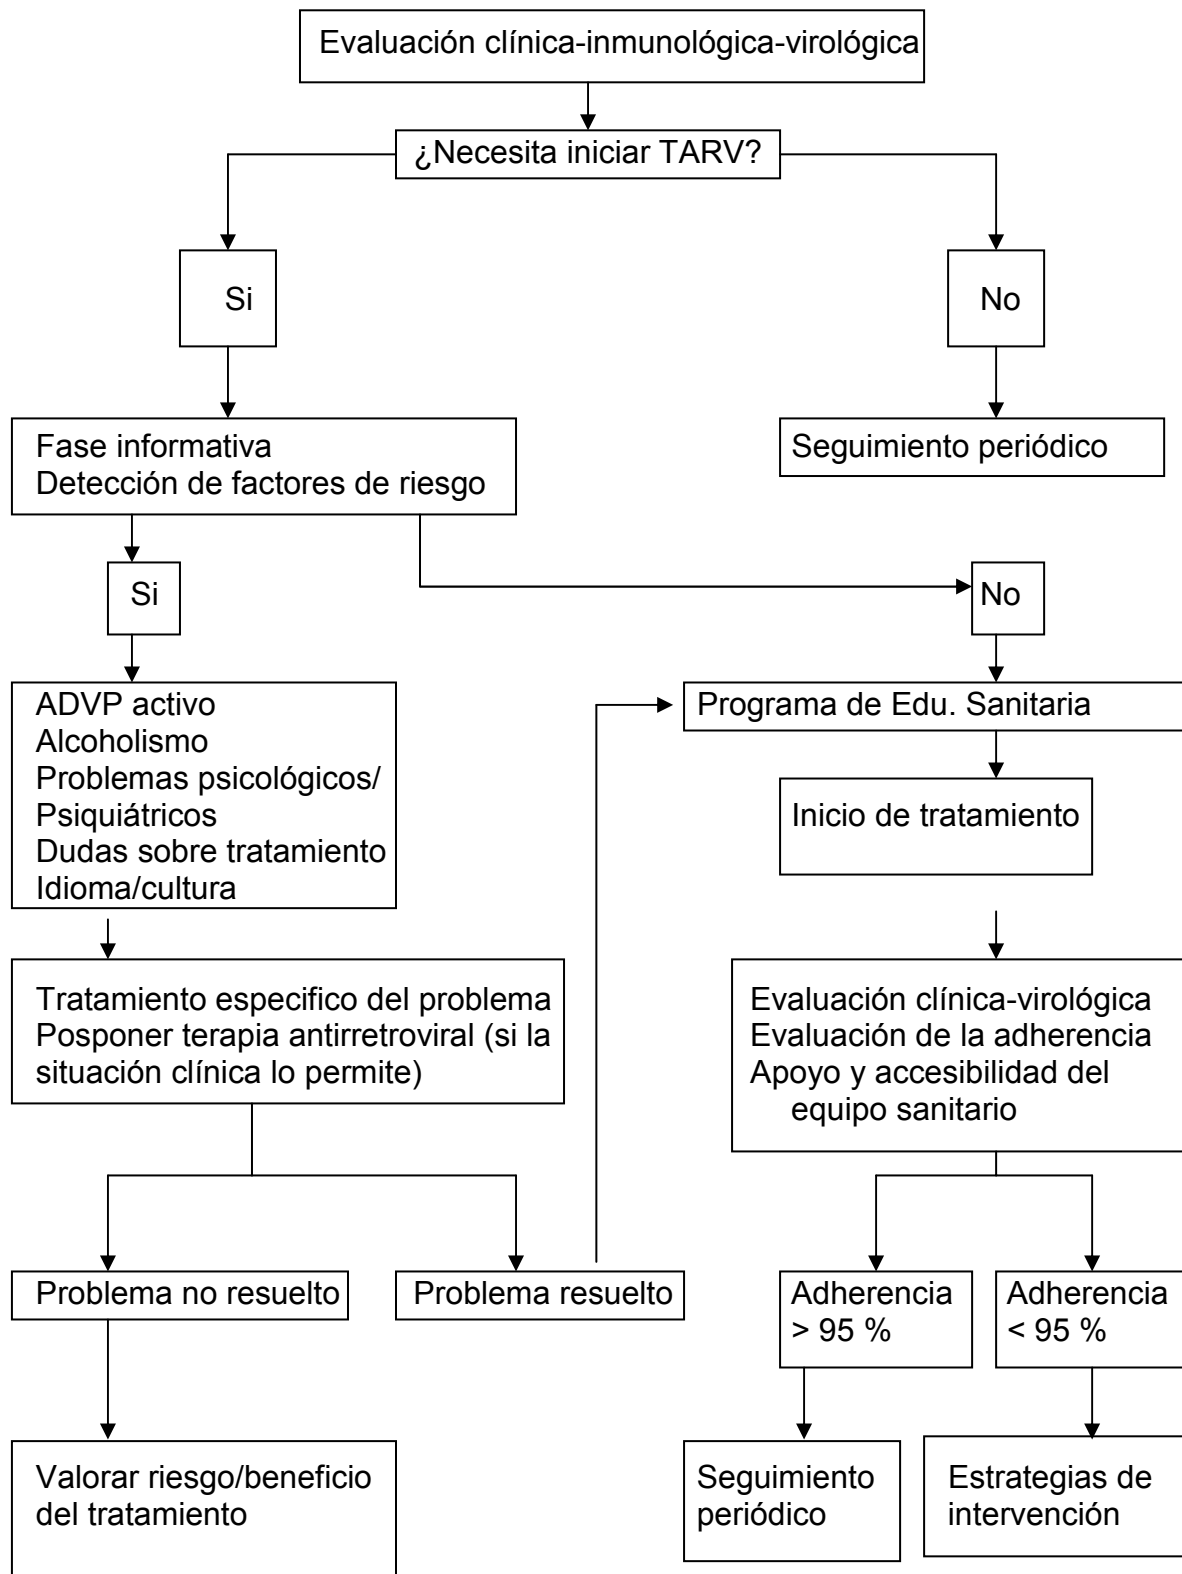 Evaluación clínica-inmunológica-virológica
¿Necesita iniciar TARV?
Si
No
Fase informativa
Detección de factores de riesgo
Seguimiento periódico
Si
No
ADVP activo
Alcoholismo
Problemas psicológicos/
Psiquiátricos
Dudas sobre tratamiento
Idioma/cultura
Programa de Edu. Sanitaria
Inicio de tratamiento
Tratamiento especifico del problema
Posponer terapia antirretroviral (si la
situación clínica lo permite)
Evaluación clínica-virológica
Evaluación de la adherencia
Apoyo y accesibilidad del
equipo sanitario
Problema no resuelto
Problema resuelto
Adherencia
> 95 %
Adherencia
< 95 %
Valorar riesgo/beneficio
del tratamiento
Seguimiento
periódico
Estrategias de
intervención